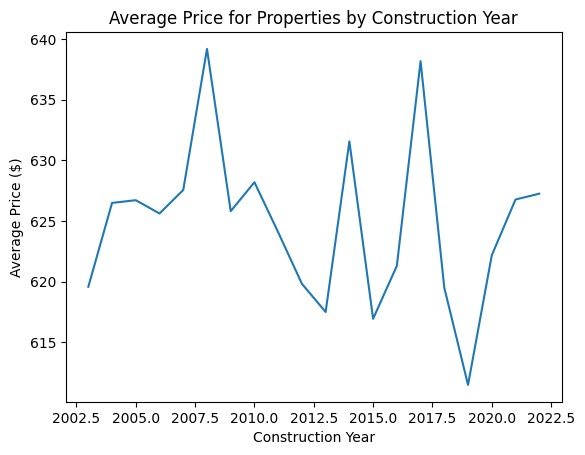 Average Price for Properties by Construction Year
Average Price ($)
640
635
630
625
620
615
2002.5 2005.0 2007.5 2010.0 2012.5 2015.0 2017.5 2020.0 2022.5
Construction Year